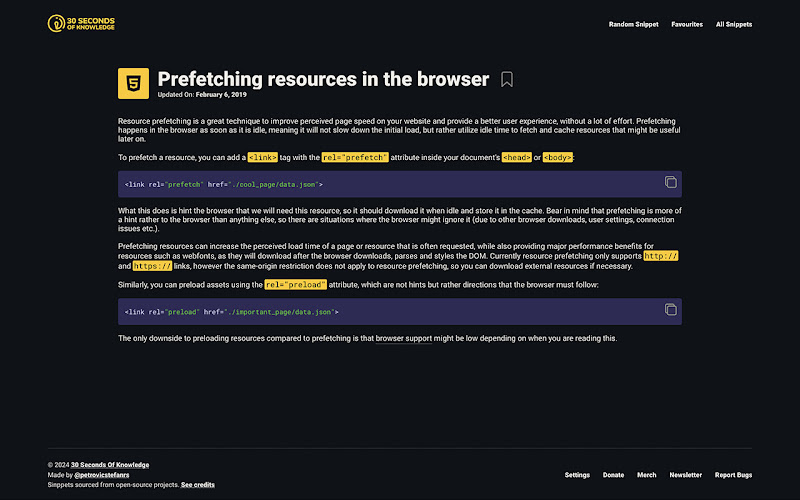 30 SECONDS
OF KNOWLEDGE
Random Snippet Favourites All Snippets
Prefetching resources in the browser
Updated On: February 6, 2019
Resource prefetching is a great technique to improve perceived page speed on your website and provide a better user experience, without a lot of effort. Prefetching
happens in the browser as soon as it is idle, meaning it will not slow down the initial load, but rather utilize idle time to fetch and cache resources that might be useful
later on.
To prefetch a resource, you can add a <link> tag with the rel="prefetch" attribute inside your document's <head> or <body>:
<link rel="prefetch" href="./cool_page/data.json">
What this does is hint the browser that we will need this resource, so it should download it when idle and store it in the cache. Bear in mind that prefetching is more of
a hint rather to the browser than anything else, so there are situations where the browser might ignore it (due to other browser downloads, user settings, connection
issues etc.).
Prefetching resources can increase the perceived load time of a page or resource that is often requested, while also providing major performance benefits for
resources such as webfonts, as they will download after the browser downloads, parses and styles the DOM. Currently resource prefetching only supports http://
and https:// links, however the same-origin restriction does not apply to resource prefetching, so you can download external resources if necessary.
Similarly, you can preload assets using the rel="preload" attribute, which are not hints but rather directions that the browser must follow:
<link rel="preload" href="./important_page/data.json">
The only downside to preloading resources compared to prefetching is that browser support might be low depending on when you are reading this.
© 2024 30 Seconds Of Knowledge
Made by @petrovicstefanrs
Sinppets sourced from open-source projects. See credits
Settings Donate Merch Newsletter Report Bugs